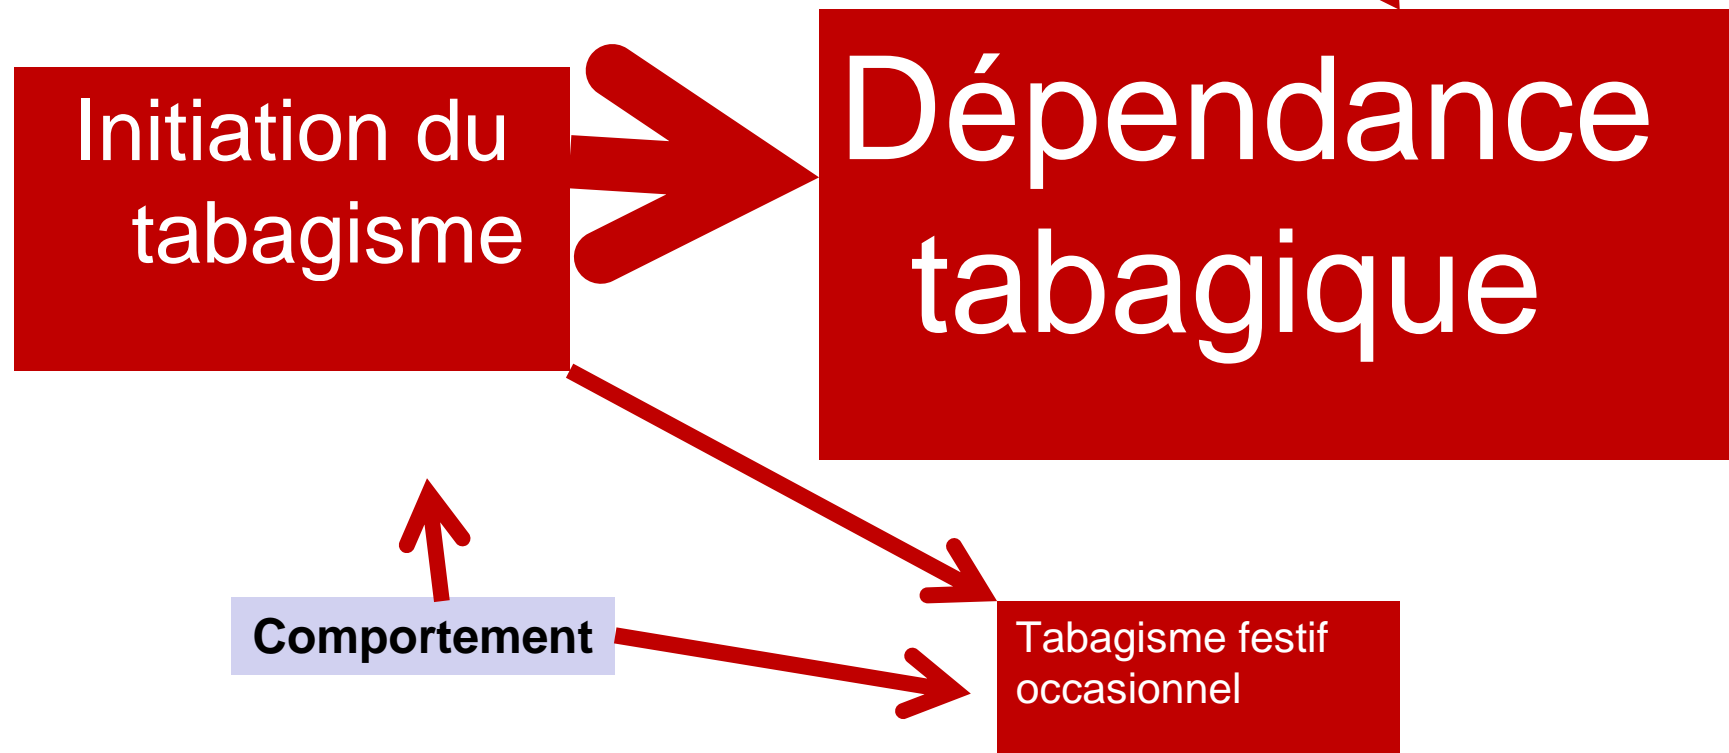 Initiation du
tabagisme
Dépendance
tabagique
Comportement
Tabagisme festif
occasionnel